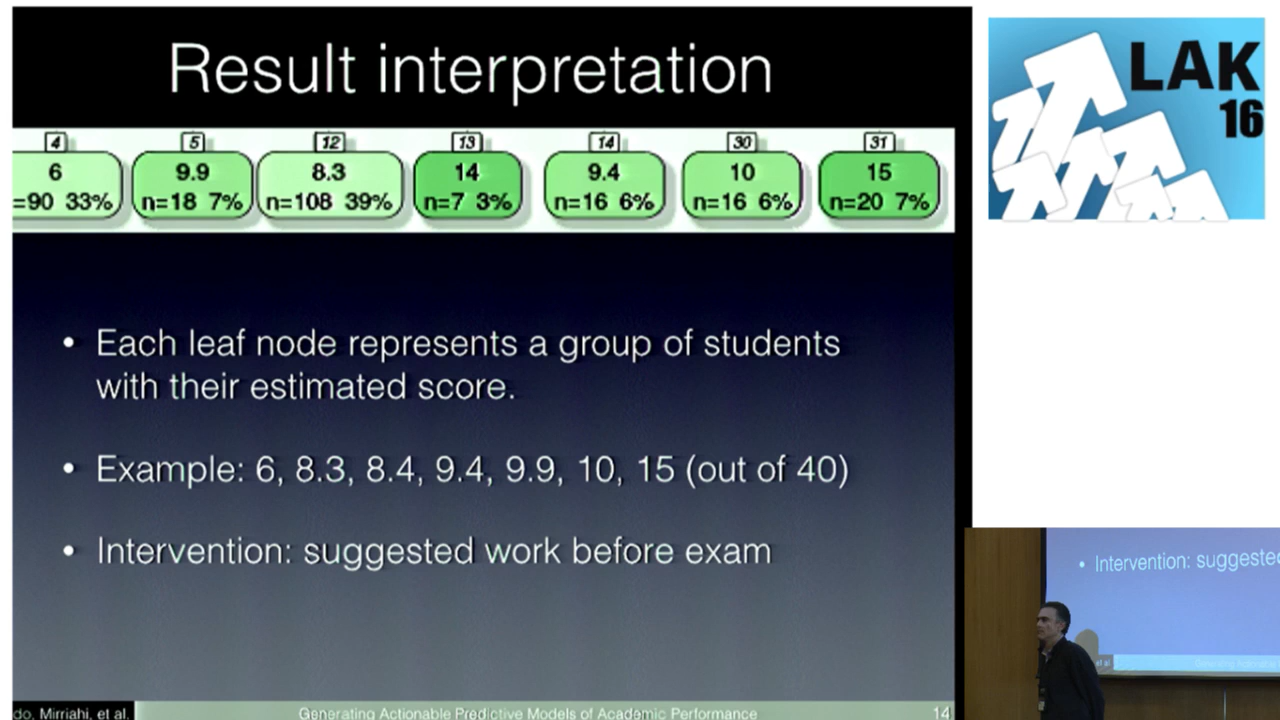 Result interpretation
LAK
16
4 5 12 13 14 30 31
6 9.9 8.3 14 9.4 10 15
=90 33% n=18 7% n=108 39% n=7 3% n=16 6% n=16 6% n=20 7%
• Each leaf node represents a group of students
with their estimated score.
• Example: 6, 8.3, 8.4, 9.4, 9.9, 10, 15 (out of 40)
• Intervention: suggested work before exam
do, Mirriahi, et al.
Generating Actionable Predictive Models of Academic Performance
14
• Intervention: suggested
et al.
Generating Actionable